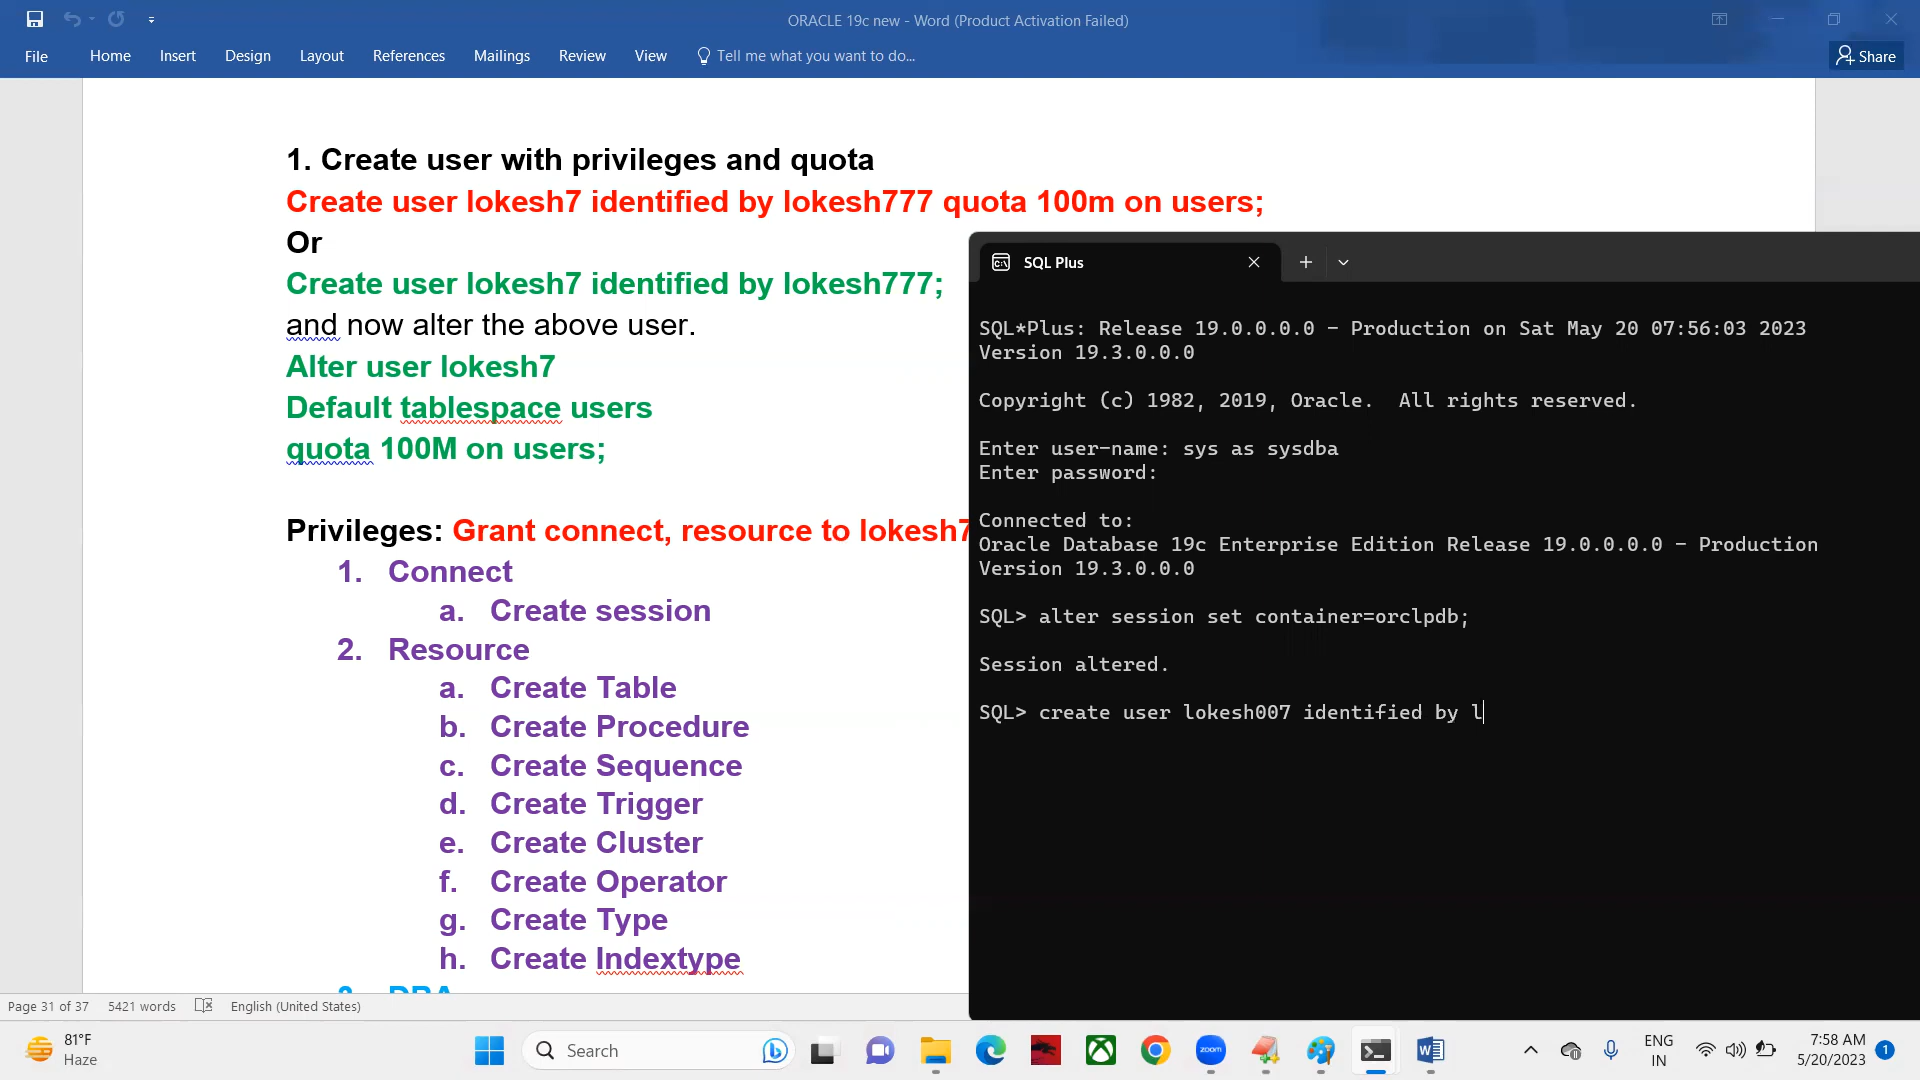 ORACLE 19c new - Word (Product Activation Failed)
File Home Insert Design Layout References Mailings Review View Tell me what you want to do... Share
1. Create user with privileges and quota
Create user lokesh7 identified by lokesh777 quota 100m on users;
Or
Create user lokesh7 identified by lokesh777;
and now alter the above user.
Alter user lokesh7
Default tablespace users
quota 100M on users;
Privileges: Grant connect, resource to lokesh7
1. Connect
a. Create session
2. Resource
a. Create Table
b. Create Procedure
c. Create Sequence
d. Create Trigger
e. Create Cluster
f. Create Operator
g. Create Type
h. Create Indextype
3. DBA
SQL Plus
SQL*Plus: Release 19.0.0.0.0 - Production on Sat May 20 07:56:03 2023
Version 19.3.0.0.0
Copyright (c) 1982, 2019, Oracle.  All rights reserved.
Enter user-name: sys as sysdba
Enter password:
Connected to:
Oracle Database 19c Enterprise Edition Release 19.0.0.0.0 - Production
Version 19.3.0.0.0
SQL> alter session set container=orclpdb;
Session altered.
SQL> create user lokesh007 identified by l
Page 31 of 37 5421 words English (United States)
81°F
Haze
Search
zoom
ENG
IN
7:58 AM
5/20/2023
1